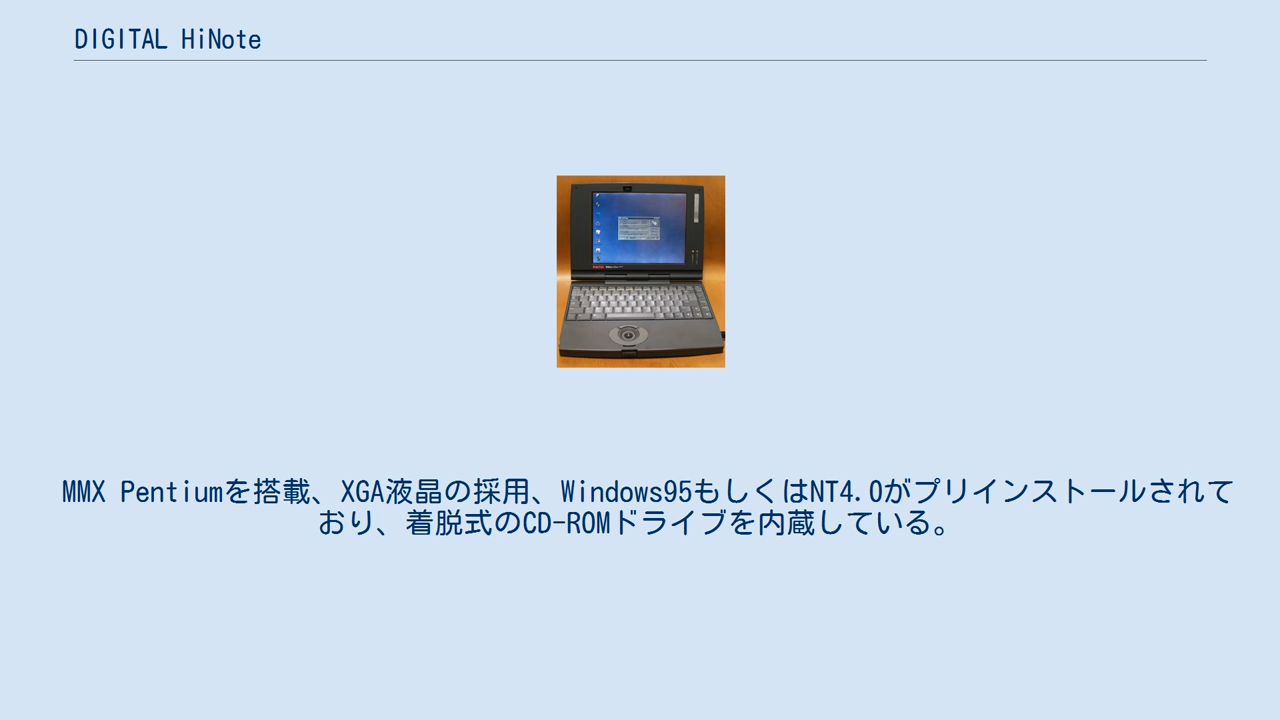 DIGITAL HiNote
MMX Pentiumを搭載、XGA液晶の採用、Windows95もしくはNT4.0がプリインストールされて
おり、着脱式のCD-ROMドライブを内蔵している。